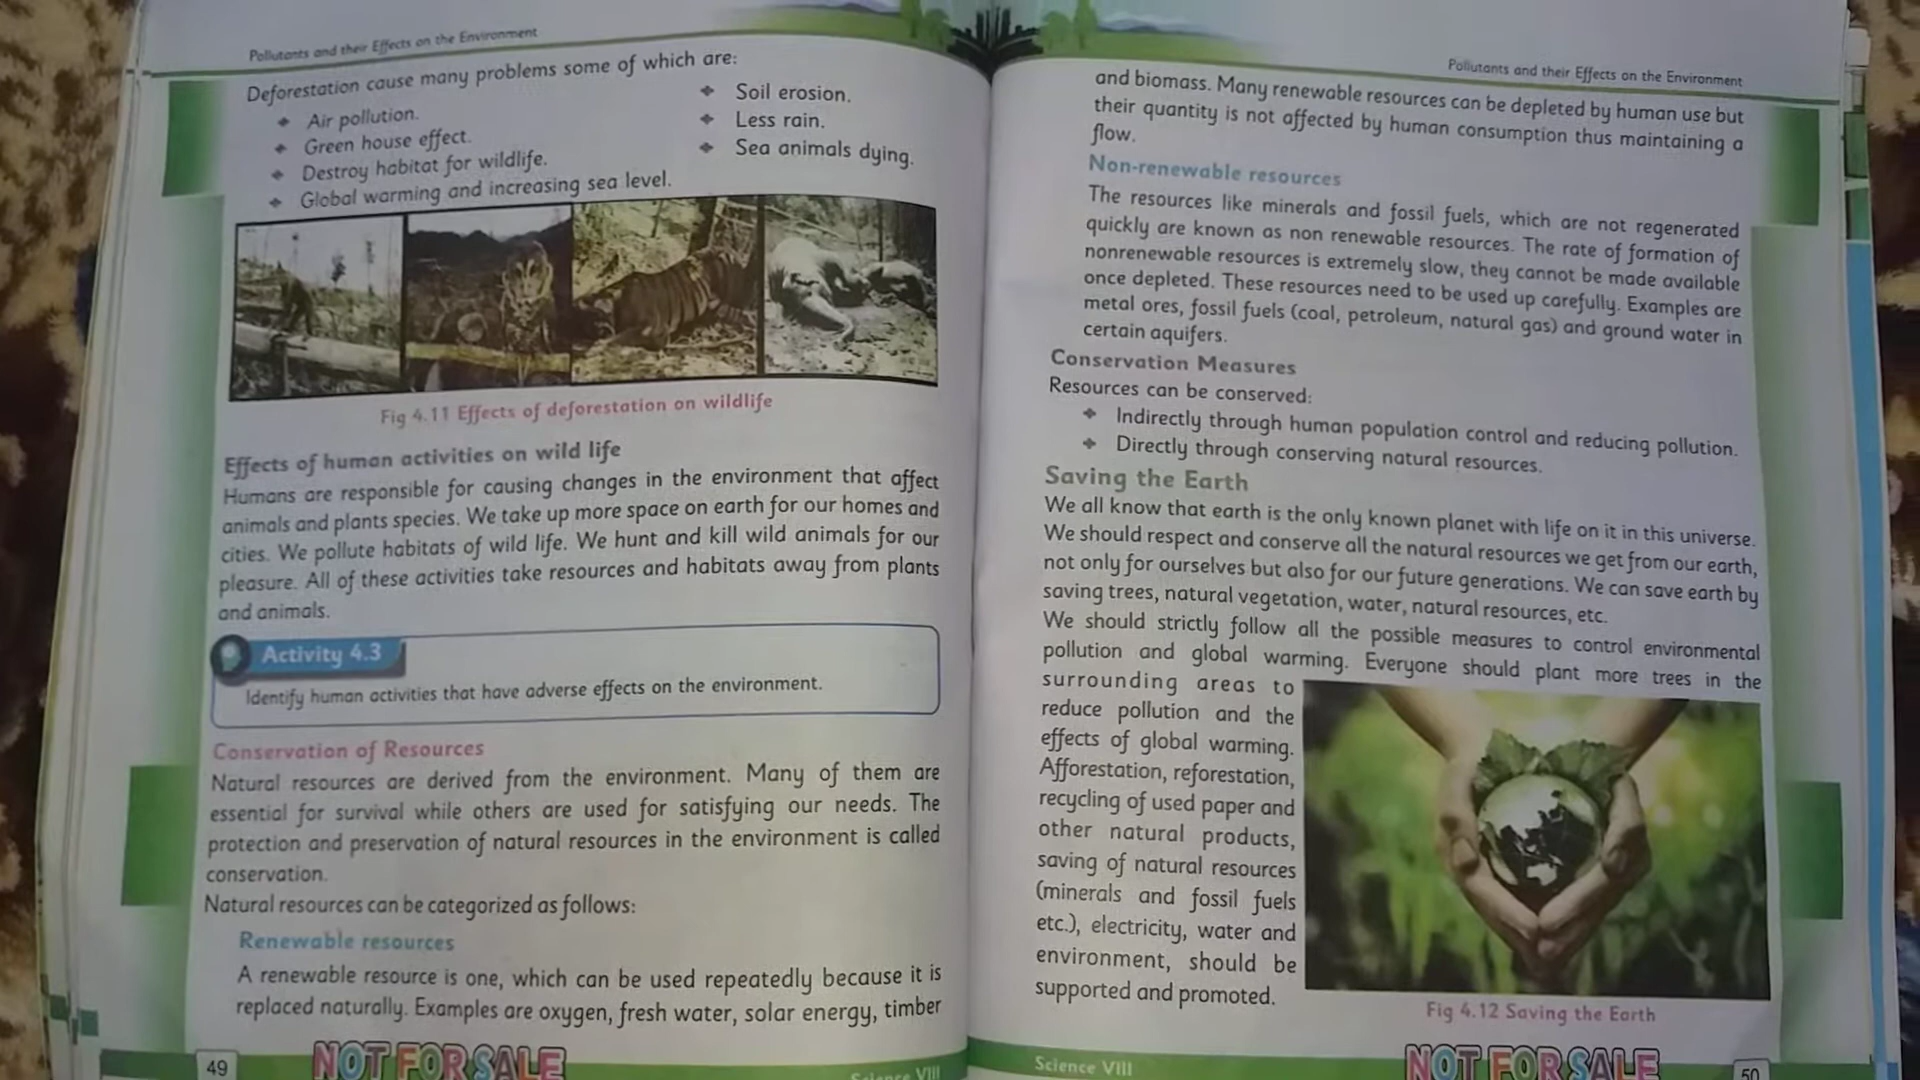 Pollutants and their Effects on the Environment
Deforestation cause many problems some of which are:
❖ Air pollution.
❖ Green house effect.
❖ Destroy habitat for wildlife.
❖ Global warming and increasing sea level.
❖ Soil erosion.
❖ Less rain.
❖ Sea animals dying.
Fig 4.11 Effects of deforestation on wildlife
Effects of human activities on wild life
Humans are responsible for causing changes in the environment that affect
animals and plants species. We take up more space on earth for our homes and
cities. We pollute habitats of wild life. We hunt and kill wild animals for our
pleasure. All of these activities take resources and habitats away from plants
and animals.
Activity 4.3
Identify human activities that have adverse effects on the environment.
Conservation of Resources
Natural resources are derived from the environment. Many of them are
essential for survival while others are used for satisfying our needs. The
protection and preservation of natural resources in the environment is called
conservation.
Natural resources can be categorized as follows:
Renewable resources
A renewable resource is one, which can be used repeatedly because it is
replaced naturally. Examples are oxygen, fresh water, solar energy, timber
49
NOT FOR SALE
Science VIII
Pollutants and their Effects on the Environment
and biomass. Many renewable resources can be depleted by human use but
their quantity is not affected by human consumption thus maintaining a
flow.
Non-renewable resources
The resources like minerals and fossil fuels, which are not regenerated
quickly are known as non renewable resources. The rate of formation of
nonrenewable resources is extremely slow, they cannot be made available
once depleted. These resources need to be used up carefully. Examples are
metal ores, fossil fuels (coal, petroleum, natural gas) and ground water in
certain aquifers.
Conservation Measures
Resources can be conserved:
❖ Indirectly through human population control and reducing pollution.
❖ Directly through conserving natural resources.
Saving the Earth
We all know that earth is the only known planet with life on it in this universe.
We should respect and conserve all the natural resources we get from our earth,
not only for ourselves but also for our future generations. We can save earth by
saving trees, natural vegetation, water, natural resources, etc.
We should strictly follow all the possible measures to control environmental
pollution and global warming. Everyone should plant more trees in the
surrounding areas to
reduce pollution and the
effects of global warming.
Afforestation, reforestation,
recycling of used paper and
other natural products,
saving of natural resources
(minerals and fossil fuels
etc.), electricity, water and
environment, should be
supported and promoted.
Fig 4.12 Saving the Earth
Science VIII
NOT FOR SALE
50